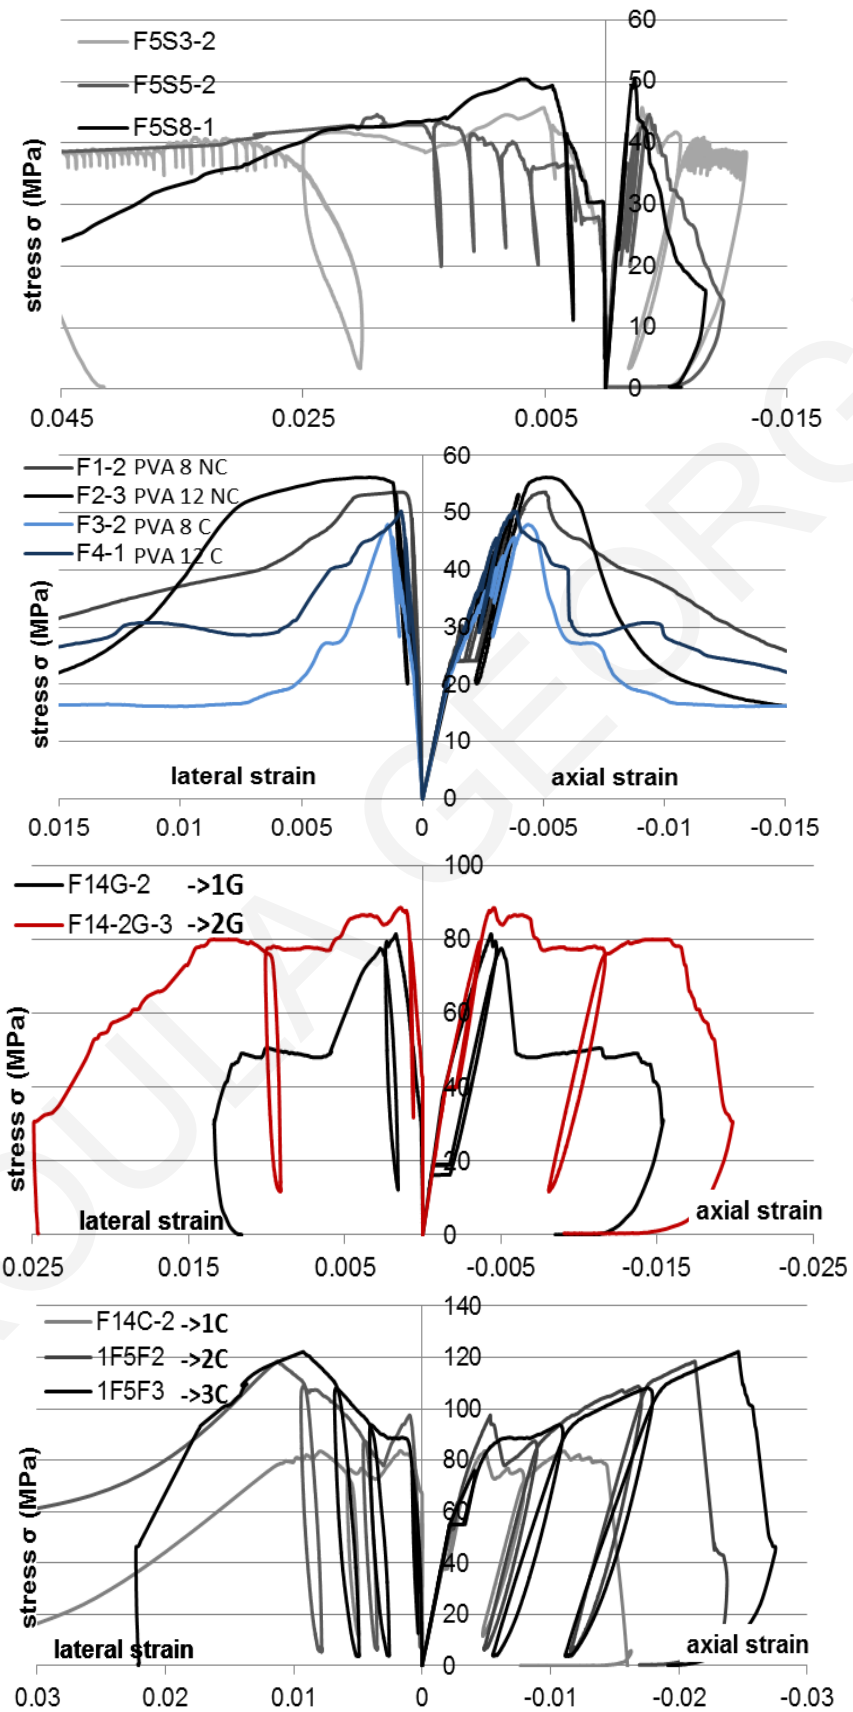 60
F5S3-2
F5S5-2
50
F5S8-1
40
stress σ (MPa)
30
20
10
0
0.045 0.025 0.005 -0.015
60
F1-2 PVA 8 NC
F2-3 PVA 12 NC
50
F3-2 PVA 8 C
F4-1 PVA 12 C
40
stress σ (MPa)
30
20
10
lateral strain axial strain
0
0.015 0.01 0.005 0 -0.005 -0.01 -0.015
100
F14G-2 ->1G
F14-2G-3 ->2G
80
60
stress σ (MPa)
40
20
lateral strain axial strain
0
0.025 0.015 0.005 -0.005 -0.015 -0.025
140
F14C-2 ->1C
1F5F2 ->2C
120
1F5F3 ->3C
100
80
stress σ (MPa)
60
40
20
lateral strain axial strain
0
0.03 0.02 0.01 0 -0.01 -0.02 -0.03
ROULA GEORG